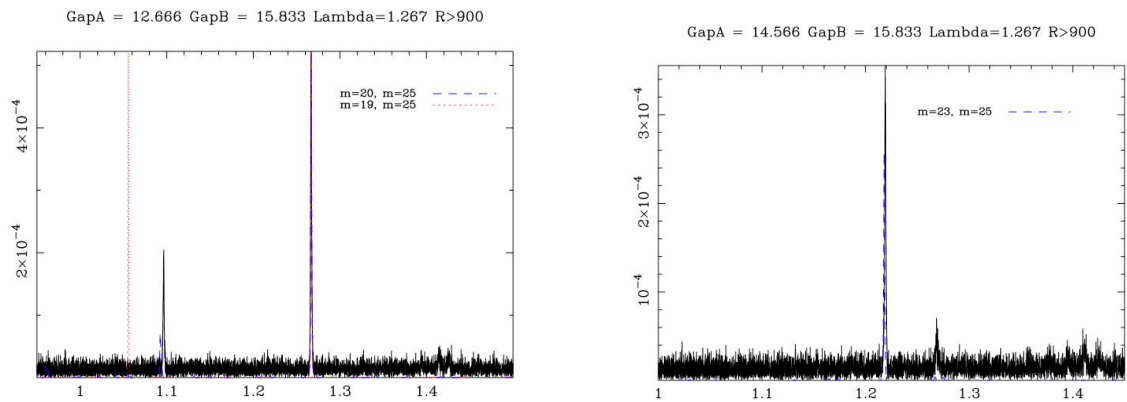 GapA = 12.666 GapB = 15.833 Lambda=1.267 R>900
m=20, m=25
m=19, m=25
4×10⁻⁴
2×10⁻⁴
1 1.1 1.2 1.3 1.4
GapA = 14.566 GapB = 15.833 Lambda=1.267 R>900
m=23, m=25
3×10⁻⁴
2×10⁻⁴
10⁻⁴
1 1.1 1.2 1.3 1.4